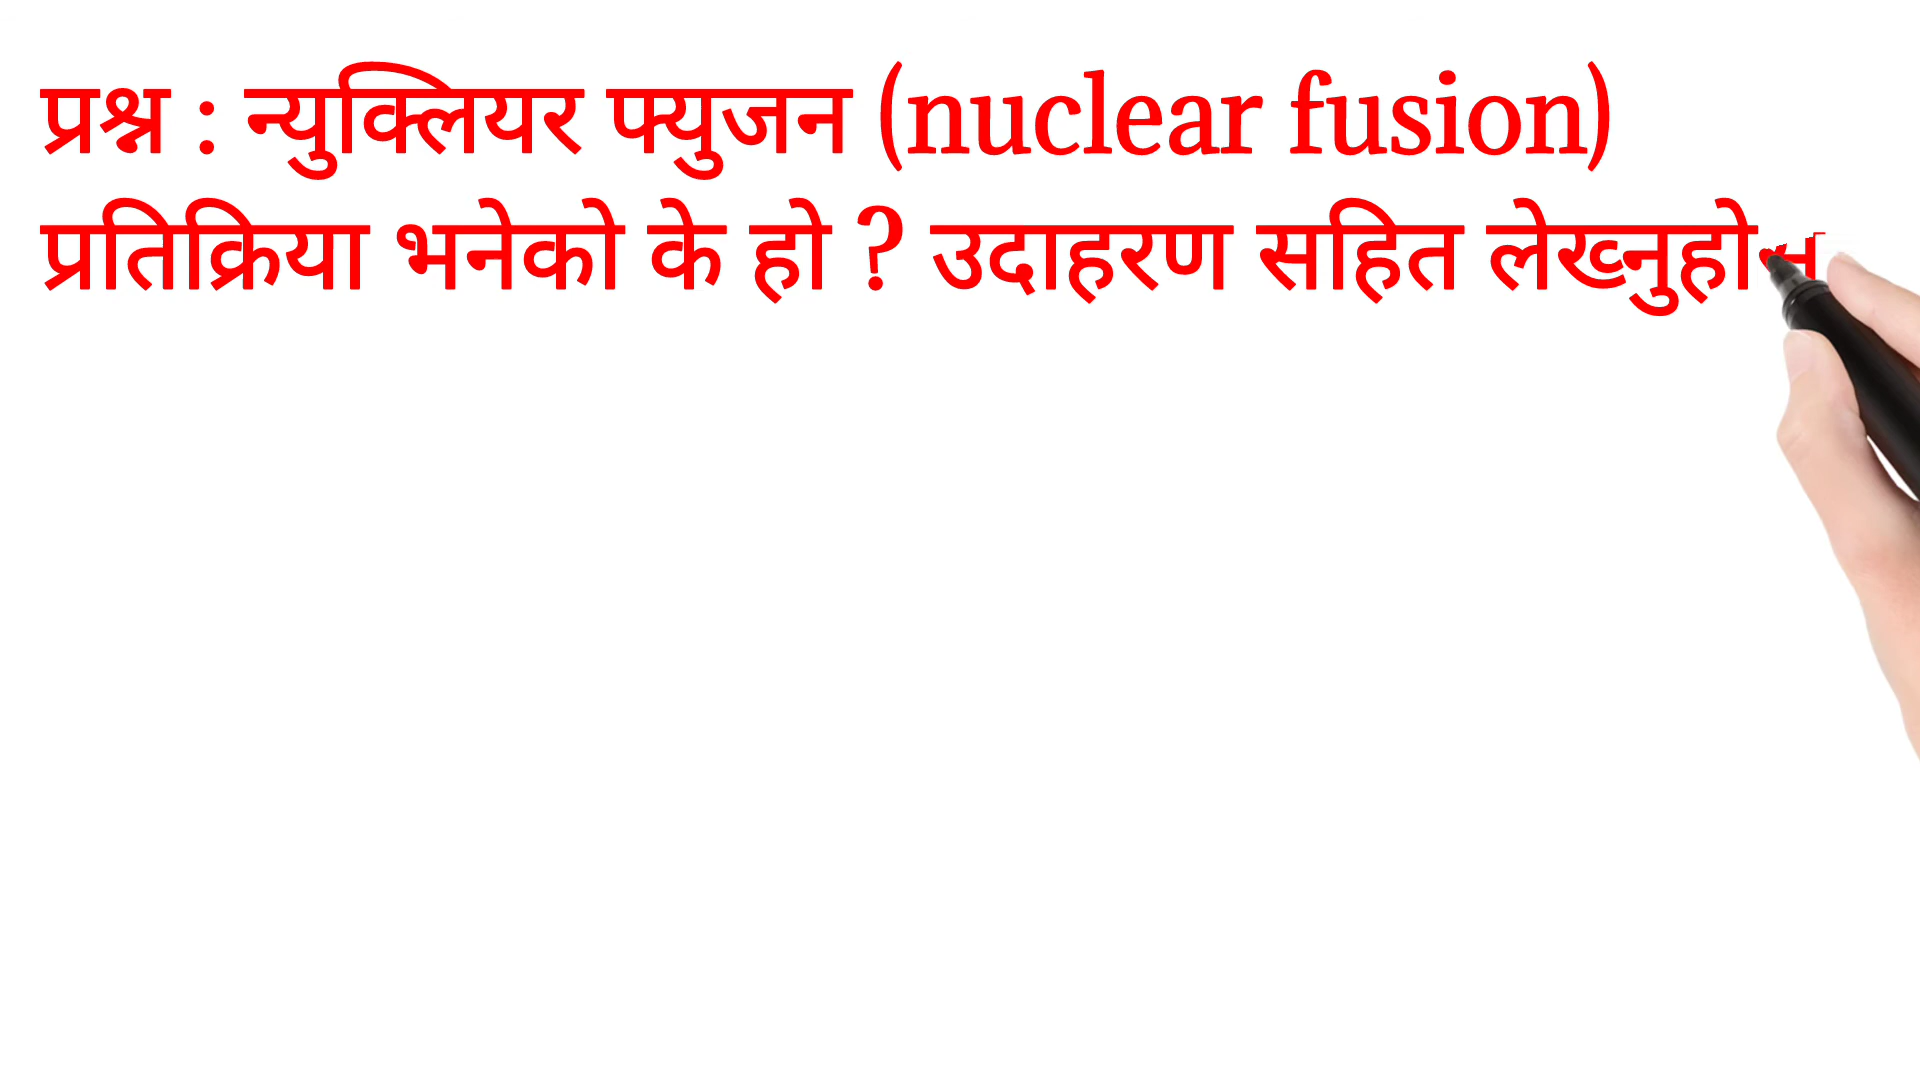 प्रश्न : न्युक्लियर फ्युजन (nuclear fusion)
प्रतिक्रिया भनेको के हो ? उदाहरण सहित लेख्नुहोस